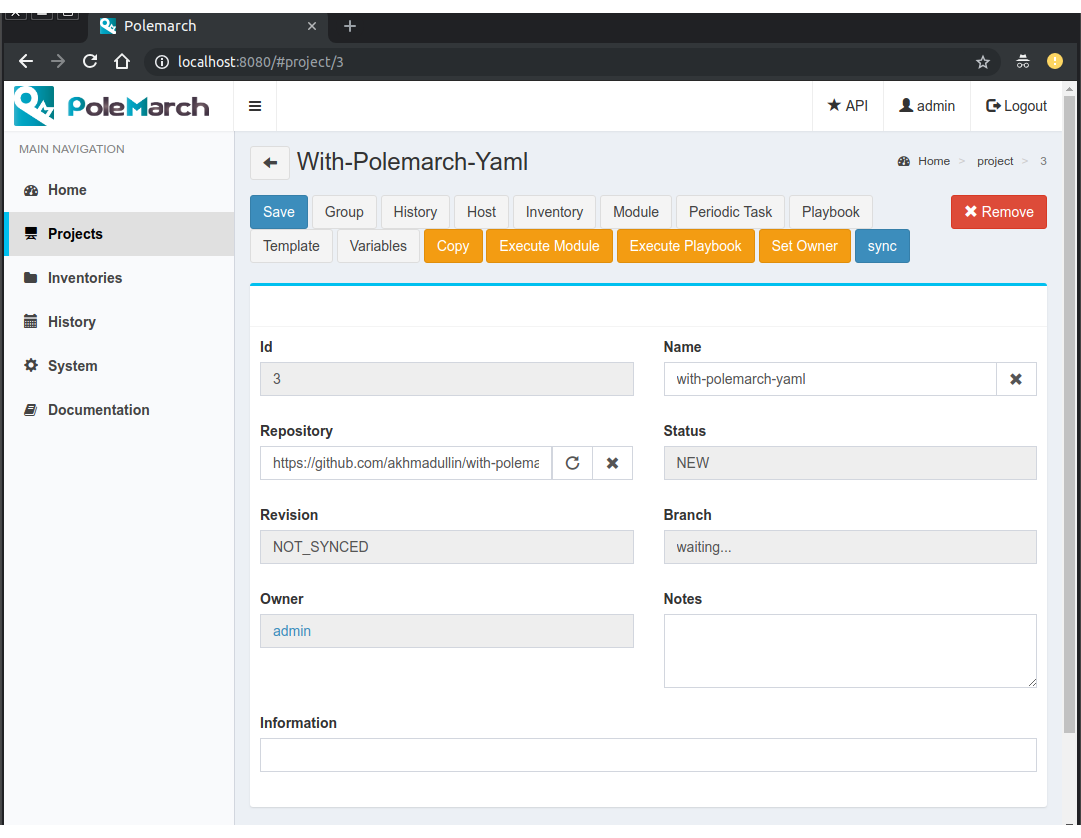 Polemarch
localhost:8080/#project/3
PoleMarch
API
admin
Logout
MAIN NAVIGATION
Home
Projects
Inventories
History
System
Documentation
With-Polemarch-Yaml
Home > project > 3
Save Group History Host Inventory Module Periodic Task Playbook
Remove
Template Variables Copy Execute Module Execute Playbook Set Owner sync
Id
3
Name
with-polemarch-yaml
Repository
https://github.com/akhmadullin/with-polema
Status
NEW
Revision
NOT_SYNCED
Branch
waiting...
Owner
admin
Notes
Information